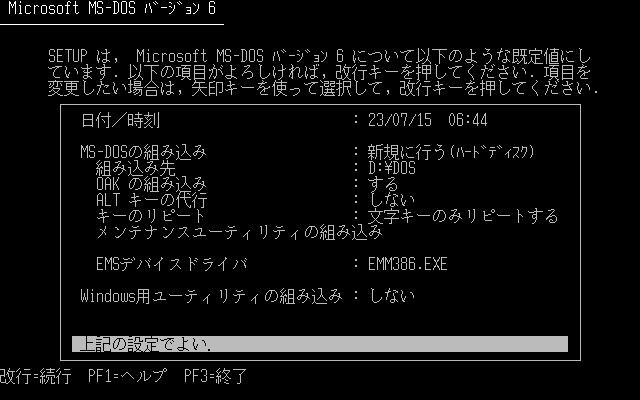 Microsoft MS-DOS ﾊﾞｰｼﾞｮﾝ 6
SETUP は, Microsoft MS-DOS ﾊﾞｰｼﾞｮﾝ 6 について以下のような既定値にし
ています. 以下の項目がよろしければ, 改行キーを押してください. 項目を
変更したい場合は, 矢印キーを使って選択して, 改行キーを押してください.
日付／時刻 : 23/07/15 06:44
MS-DOSの組み込み : 新規に行う(ﾊｰﾄﾞﾃﾞｨｽｸ)
組み込み先 : D:¥DOS
OAK の組み込み : する
ALT キーの代行 : しない
キーのリピート : 文字キーのみリピートする
メンテナンスユーティリティの組み込み
EMSデバイスドライバ : EMM386.EXE
Windows用ユーティリティの組み込み : しない
上記の設定でよい.
改行=続行 PF1=ヘルプ PF3=終了